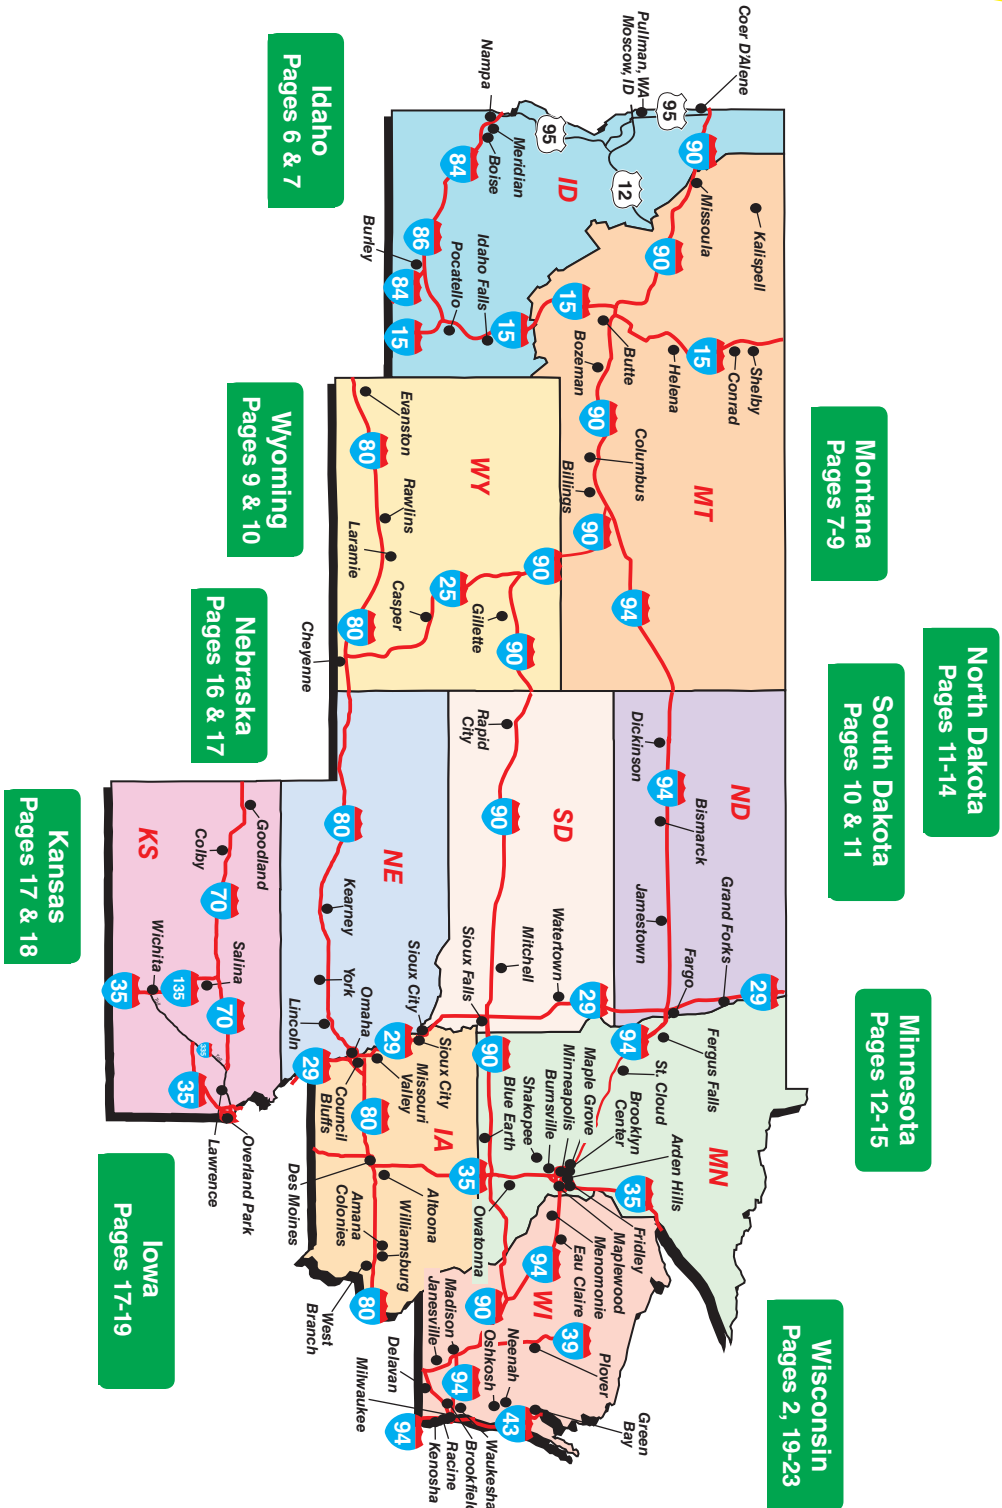 Idaho
Pages 6 & 7
Montana
Pages 7-9
Wyoming
Pages 9 & 10
North Dakota
Pages 11-14
South Dakota
Pages 10 & 11
Nebraska
Pages 16 & 17
Kansas
Pages 17 & 18
Minnesota
Pages 12-15
Iowa
Pages 17-19
Wisconsin
Pages 2, 19-23
ID
Coer D'Alene
Pullman, WA
Moscow, ID
Nampa
Meridian
Boise
Burley
Pocatello
Idaho Falls
95
95
12
90
84
86
84
15
15
MT
Kalispell
Missoula
Shelby
Conrad
Helena
Butte
Bozeman
Columbus
Billings
90
15
15
90
90
94
WY
Evanston
Rawlins
Laramie
Casper
Gillette
Cheyenne
80
80
25
90
90
ND
Dickinson
Bismarck
Jamestown
Grand Forks
Fargo
94
29
SD
Rapid
City
Mitchell
Watertown
Sioux Falls
90
29
NE
Kearney
York
Lincoln
Omaha
Sioux City
80
KS
Goodland
Colby
Salina
Wichita
Lawrence
Overland Park
70
70
135
35
335
35
MN
Fergus Falls
St. Cloud
Brooklyn
Center
Arden Hills
Maple Grove
Minneapolis
Burnsville
Shakopee
Blue Earth
Owatonna
Fridley
Maplewood
94
90
35
35
IA
Sioux City
Missouri
Valley
Council
Bluffs
Des Moines
Altoona
Amana
Colonies
Williamsburg
West
Branch
29
29
80
80
WI
Menomonie
Eau Claire
Plover
Green
Bay
Neenah
Oshkosh
Madison
Janesville
Delavan
Milwaukee
Waukesha
Brookfield
Racine
Kenosha
94
90
39
94
43
94